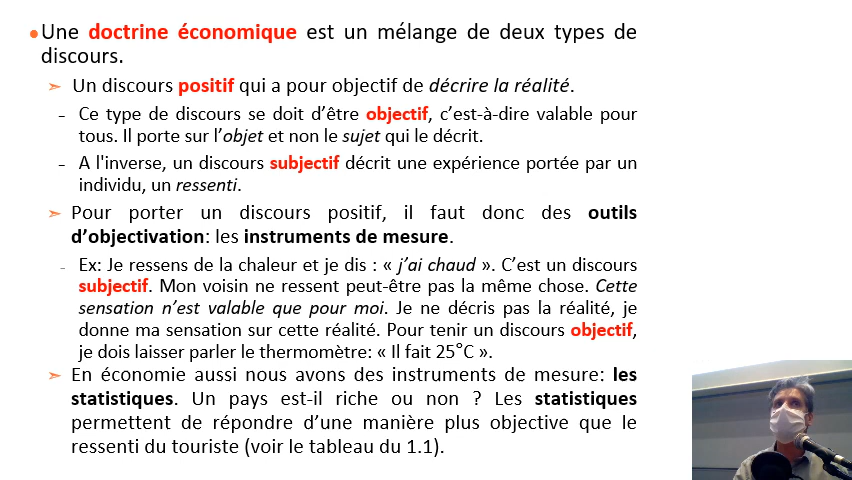 Une doctrine économique est un mélange de deux types de
discours.
Un discours positif qui a pour objectif de décrire la réalité.
Ce type de discours se doit d’être objectif, c’est-à-dire valable pour
tous. Il porte sur l’objet et non le sujet qui le décrit.
A l'inverse, un discours subjectif décrit une expérience portée par un
individu, un ressenti.
Pour porter un discours positif, il faut donc des outils
d’objectivation: les instruments de mesure.
Ex: Je ressens de la chaleur et je dis : « j’ai chaud ». C’est un discours
subjectif. Mon voisin ne ressent peut-être pas la même chose. Cette
sensation n’est valable que pour moi. Je ne décris pas la réalité, je
donne ma sensation sur cette réalité. Pour tenir un discours objectif,
je dois laisser parler le thermomètre: « Il fait 25°C ».
En économie aussi nous avons des instruments de mesure: les
statistiques. Un pays est-il riche ou non ? Les statistiques
permettent de répondre d’une manière plus objective que le
ressenti du touriste (voir le tableau du 1.1).